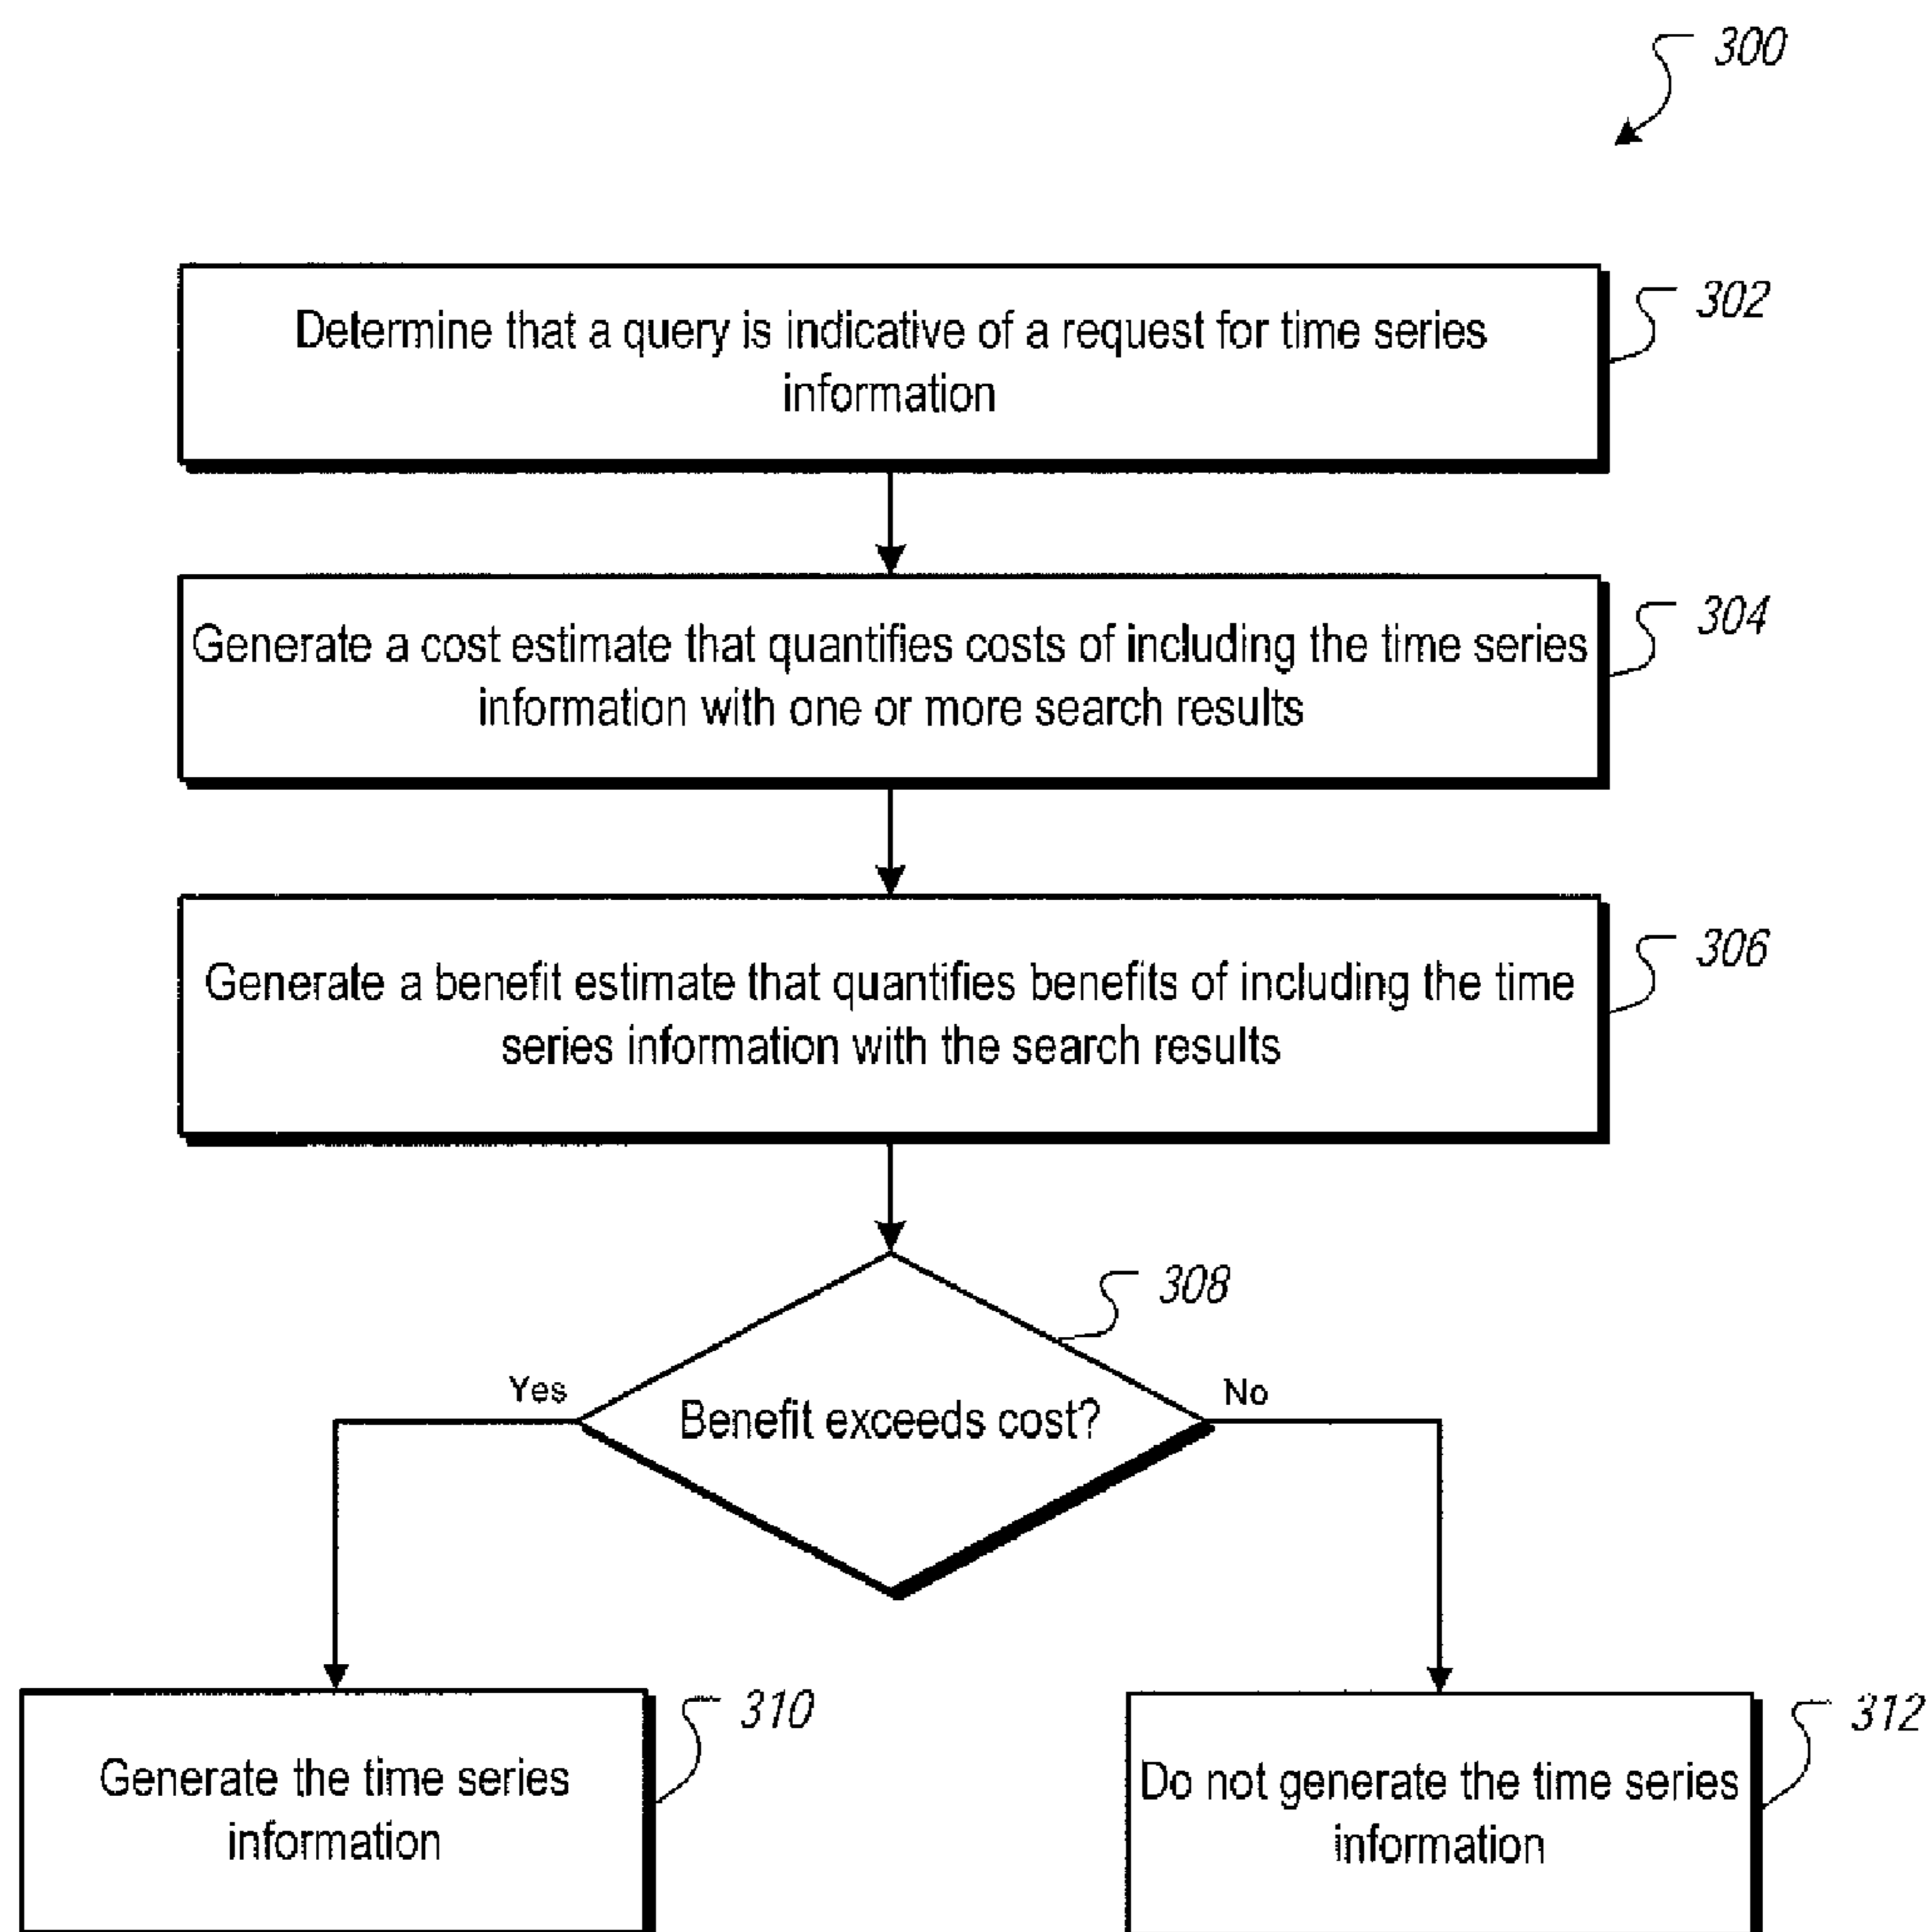 300
Determine that a query is indicative of a request for time series
information
302
Generate a cost estimate that quantifies costs of including the time series
information with one or more search results
304
Generate a benefit estimate that quantifies benefits of including the time
series information with the search results
306
308
Yes
Benefit exceeds cost?
No
Generate the time series
information
310
Do not generate the time series
information
312